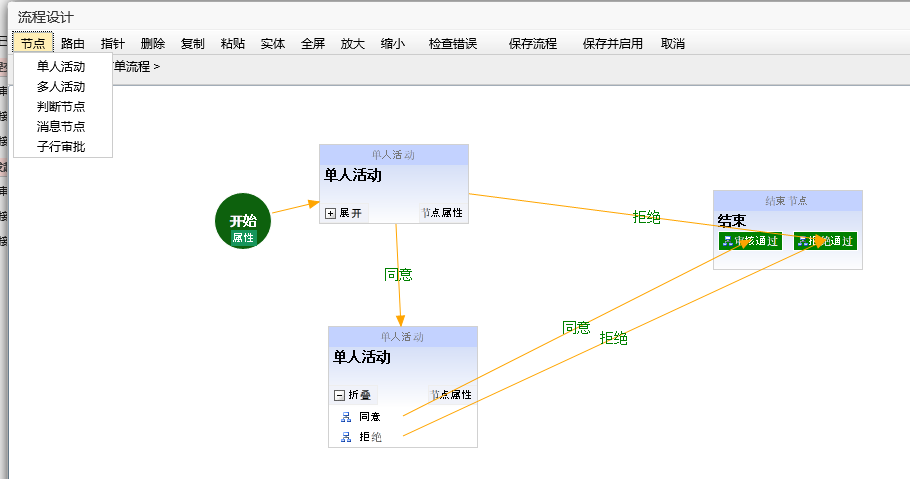 流程设计
节点 路由 指针 删除 复制 粘贴 实体 全屏 放大 缩小 检查错误 保存流程 保存并启用 取消
单流程 >
单人活动
多人活动
判断节点
消息节点
子行审批
单人活动
单人活动
展开 节点属性
开始
属性
拒绝
结束 节点
结束
审核通过 拒绝通过
同意
同意
拒绝
单人活动
单人活动
折叠 节点属性
同意
拒绝